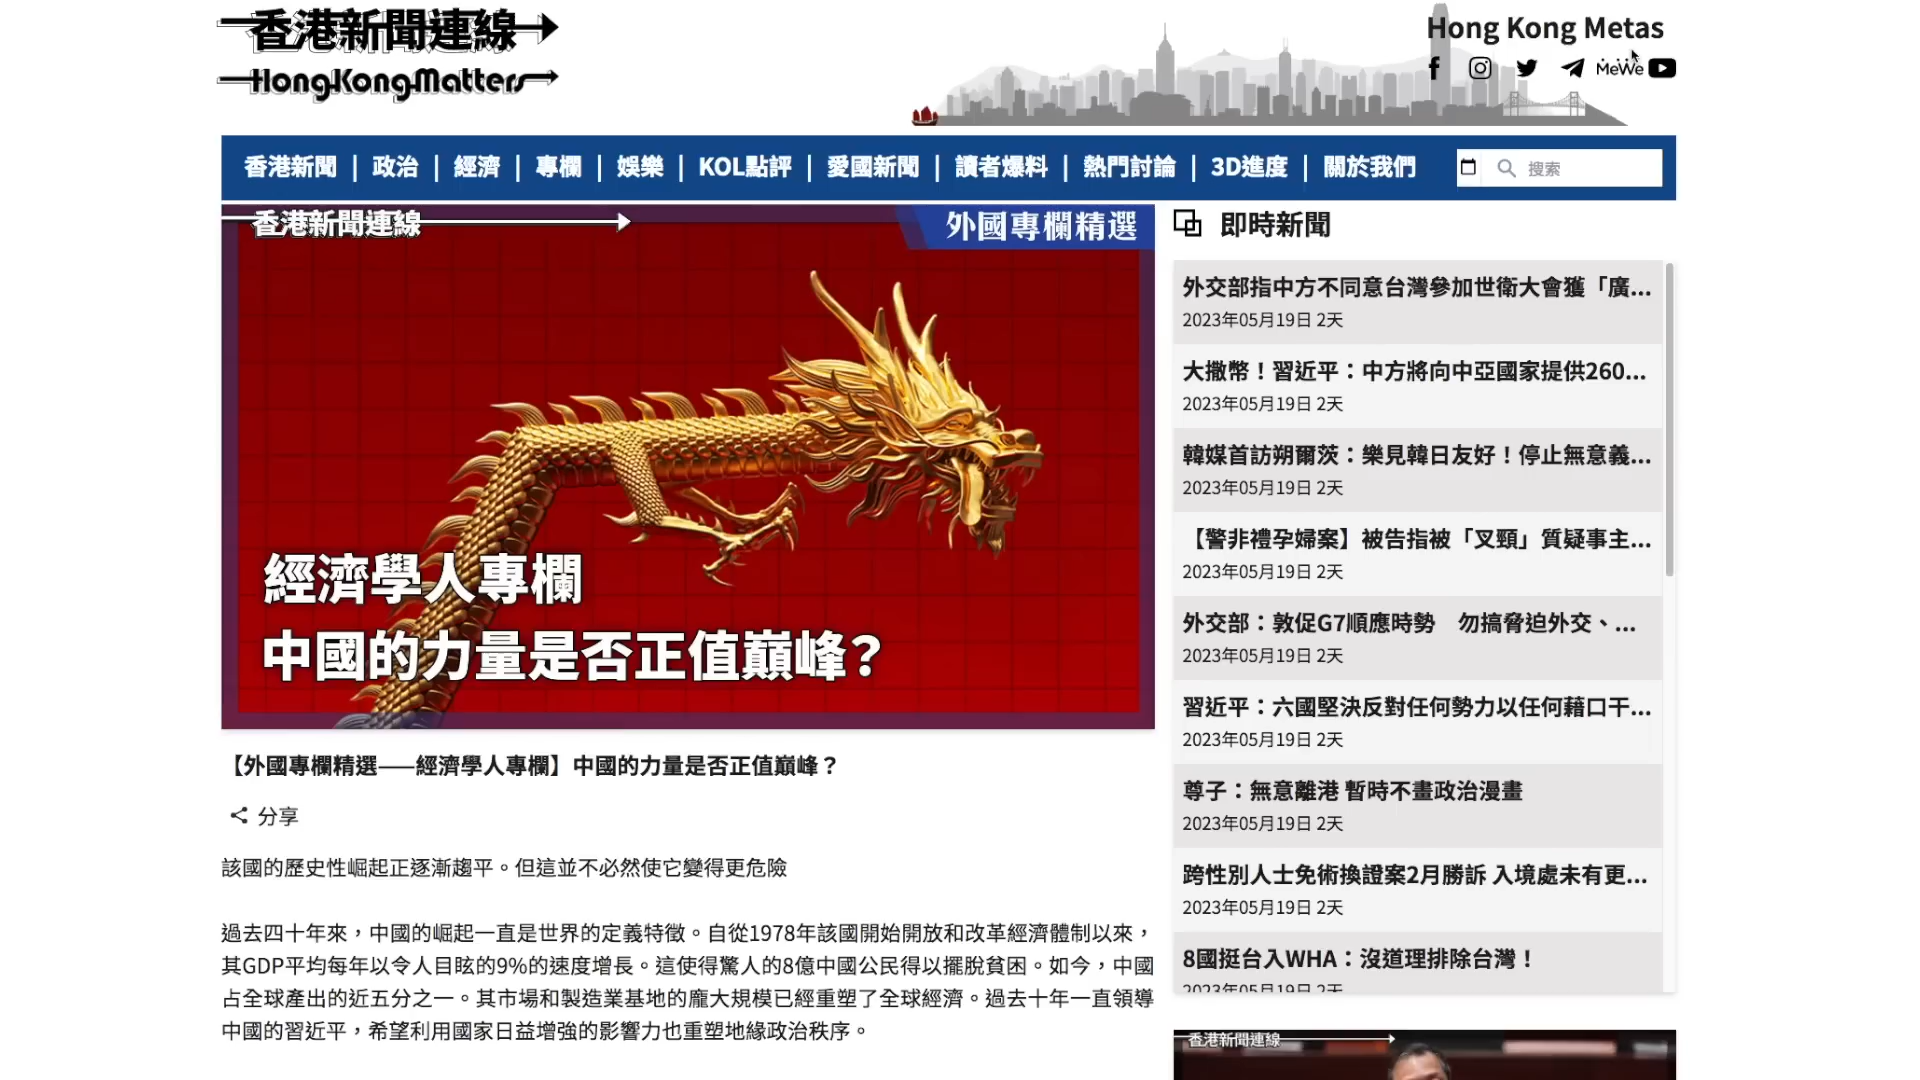 香港新聞連線
HongKongMatters
Hong Kong Metas
MeWe
香港新聞 | 政治 | 經濟 | 專欄 | 娛樂 | KOL點評 | 愛國新聞 | 讀者爆料 | 熱門討論 | 3D進度 | 關於我們
搜索
香港新聞連線
外國專欄精選
經濟學人專欄
中國的力量是否正值巔峰？
【外國專欄精選——經濟學人專欄】中國的力量是否正值巔峰？
分享
該國的歷史性崛起正逐漸趨平。但這並不必然使它變得更危險
過去四十年來，中國的崛起一直是世界的定義特徵。自從1978年該國開始開放和改革經濟體制以來，
其GDP平均每年以令人目眩的9%的速度增長。這使得驚人的8億中國公民得以擺脫貧困。如今，中國
占全球產出的近五分之一。其市場和製造業基地的龐大規模已經重塑了全球經濟。過去十年一直領導
中國的習近平，希望利用國家日益增強的影響力也重塑地緣政治秩序。
即時新聞
外交部指中方不同意台灣參加世衛大會獲「廣...
2023年05月19日 2天
大撒幣！習近平：中方將向中亞國家提供260...
2023年05月19日 2天
韓媒首訪朔爾茨：樂見韓日友好！停止無意義...
2023年05月19日 2天
【警非禮孕婦案】被告指被「叉頸」質疑事主...
2023年05月19日 2天
外交部：敦促G7順應時勢　勿搞脅迫外交、...
2023年05月19日 2天
習近平：六國堅決反對任何勢力以任何藉口干...
2023年05月19日 2天
尊子：無意離港 暫時不畫政治漫畫
2023年05月19日 2天
跨性別人士免術換證案2月勝訴 入境處未有更...
2023年05月19日 2天
8國挺台入WHA：沒道理排除台灣！
2023年05月19日 2天
香港新聞連線